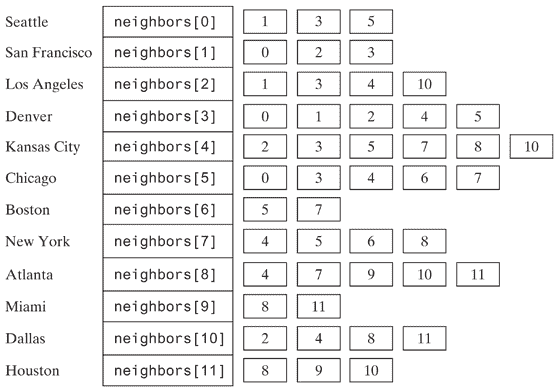 Seattle neighbors[0] 1 3 5
San Francisco neighbors[1] 0 2 3
Los Angeles neighbors[2] 1 3 4 10
Denver neighbors[3] 0 1 2 4 5
Kansas City neighbors[4] 2 3 5 7 8 10
Chicago neighbors[5] 0 3 4 6 7
Boston neighbors[6] 5 7
New York neighbors[7] 4 5 6 8
Atlanta neighbors[8] 4 7 9 10 11
Miami neighbors[9] 8 11
Dallas neighbors[10] 2 4 8 11
Houston neighbors[11] 8 9 10